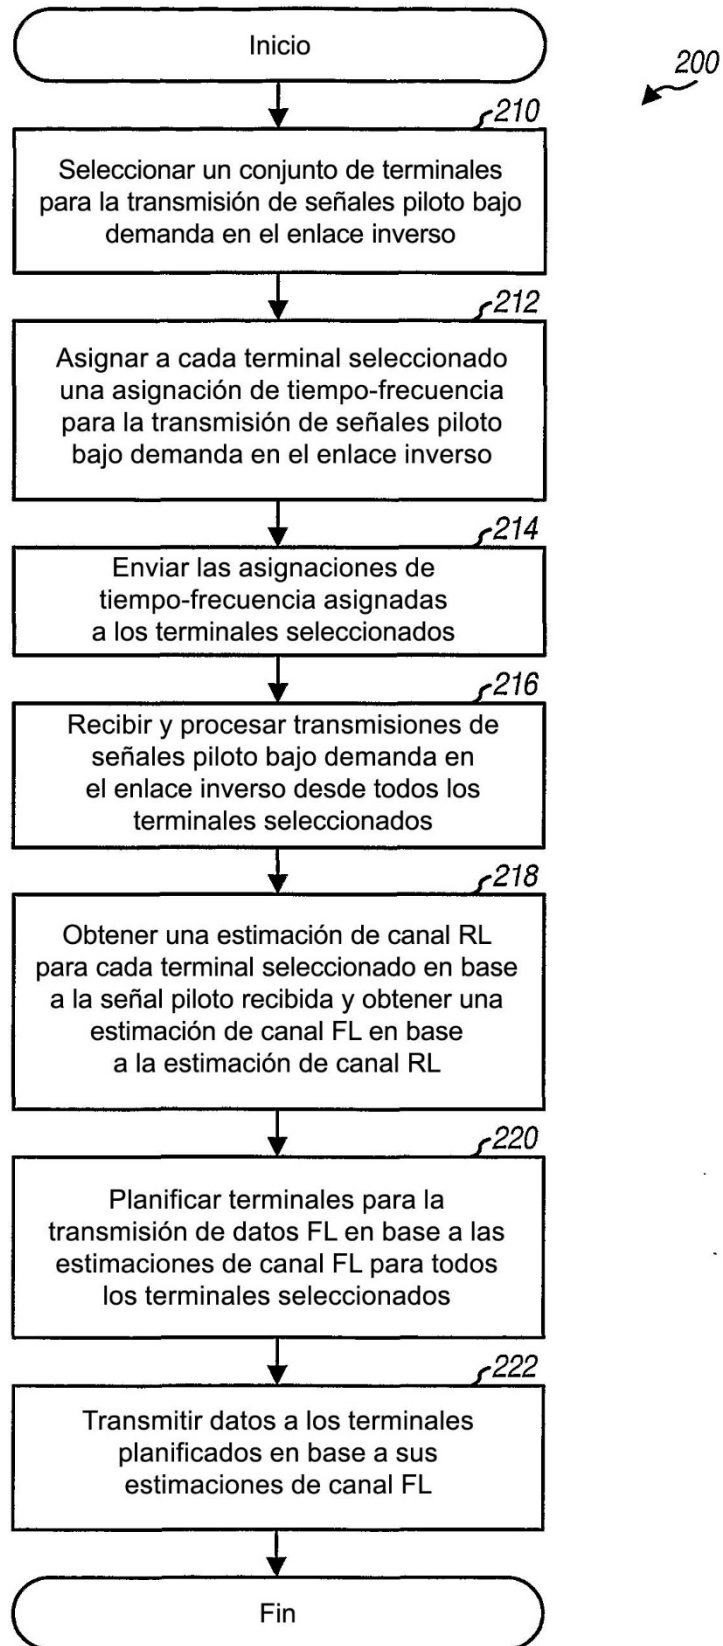 Inicio
200
210
Seleccionar un conjunto de terminales
para la transmisión de señales piloto bajo
demanda en el enlace inverso
212
Asignar a cada terminal seleccionado
una asignación de tiempo-frecuencia
para la transmisión de señales piloto
bajo demanda en el enlace inverso
214
Enviar las asignaciones de
tiempo-frecuencia asignadas
a los terminales seleccionados
216
Recibir y procesar transmisiones de
señales piloto bajo demanda en
el enlace inverso desde todos los
terminales seleccionados
218
Obtener una estimación de canal RL
para cada terminal seleccionado en base
a la señal piloto recibida y obtener una
estimación de canal FL en base
a la estimación de canal RL
220
Planificar terminales para la
transmisión de datos FL en base a las
estimaciones de canal FL para todos
los terminales seleccionados
222
Transmitir datos a los terminales
planificados en base a sus
estimaciones de canal FL
Fin